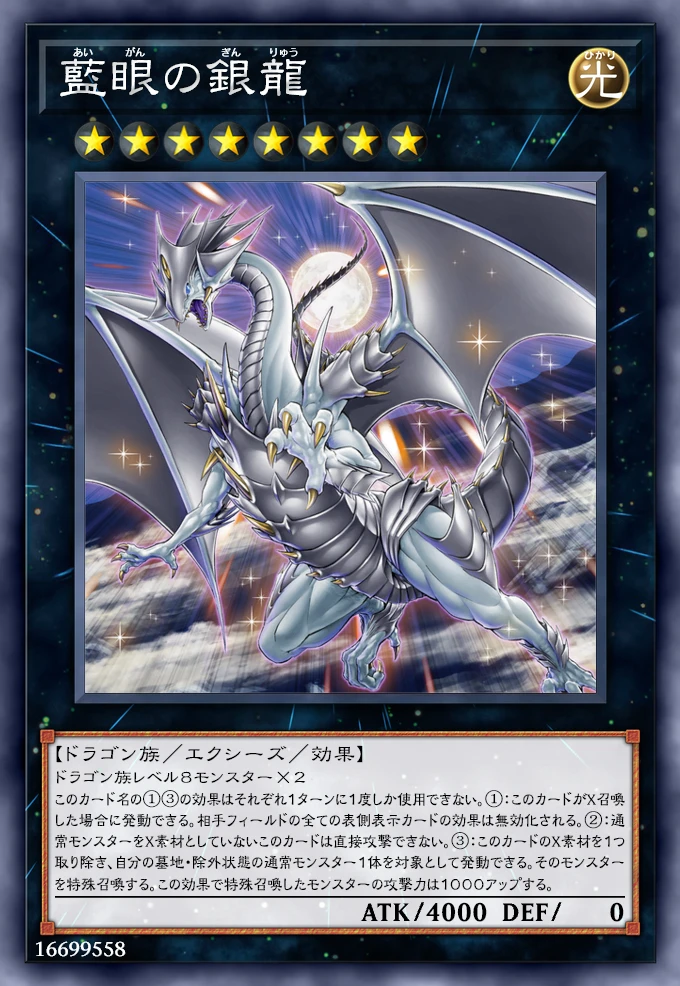 藍眼の銀龍
あい がん ぎん りゅう
光
ひかり
【ドラゴン族／エクシーズ／効果】
ドラゴン族レベル８モンスター×２
このカード名の①③の効果はそれぞれ1ターンに1度しか使用できない。①：このカードがX召喚
した場合に発動できる。相手フィールドの全ての表側表示カードの効果は無効化される。②：通
常モンスターをX素材としていないこのカードは直接攻撃できない。③：このカードのX素材を1つ
取り除き、自分の墓地・除外状態の通常モンスター1体を対象として発動できる。そのモンスター
を特殊召喚する。この効果で特殊召喚したモンスターの攻撃力は1000アップする。
ATK/4000 DEF/ 0
16699558